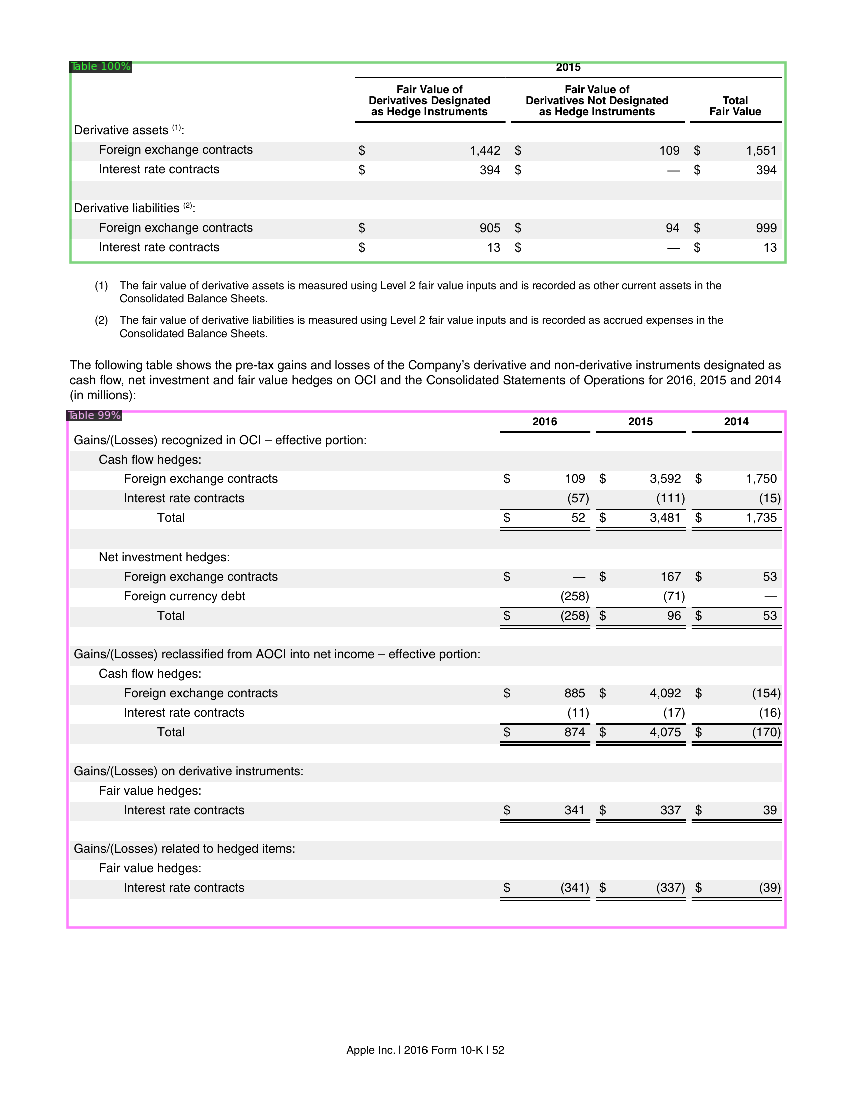 Table 100%
2015
Fair Value of Derivatives Designated as Hedge Instruments Fair Value of Derivatives Not Designated as Hedge Instruments Total Fair Value
Derivative assets (1):
Foreign exchange contracts $ 1,442 $ 109 $ 1,551
Interest rate contracts $ 394 $ — $ 394
Derivative liabilities (2):
Foreign exchange contracts $ 905 $ 94 $ 999
Interest rate contracts $ 13 $ — $ 13
(1) The fair value of derivative assets is measured using Level 2 fair value inputs and is recorded as other current assets in the
Consolidated Balance Sheets.
(2) The fair value of derivative liabilities is measured using Level 2 fair value inputs and is recorded as accrued expenses in the
Consolidated Balance Sheets.
The following table shows the pre-tax gains and losses of the Company's derivative and non-derivative instruments designated as
cash flow, net investment and fair value hedges on OCI and the Consolidated Statements of Operations for 2016, 2015 and 2014
(in millions):
Table 99%
2016 2015 2014
Gains/(Losses) recognized in OCI – effective portion:
Cash flow hedges:
Foreign exchange contracts $ 109 $ 3,592 $ 1,750
Interest rate contracts (57) (111) (15)
Total $ 52 $ 3,481 $ 1,735
Net investment hedges:
Foreign exchange contracts $ — $ 167 $ 53
Foreign currency debt (258) (71) —
Total $ (258) $ 96 $ 53
Gains/(Losses) reclassified from AOCI into net income – effective portion:
Cash flow hedges:
Foreign exchange contracts $ 885 $ 4,092 $ (154)
Interest rate contracts (11) (17) (16)
Total $ 874 $ 4,075 $ (170)
Gains/(Losses) on derivative instruments:
Fair value hedges:
Interest rate contracts $ 341 $ 337 $ 39
Gains/(Losses) related to hedged items:
Fair value hedges:
Interest rate contracts $ (341) $ (337) $ (39)
Apple Inc. | 2016 Form 10-K | 52